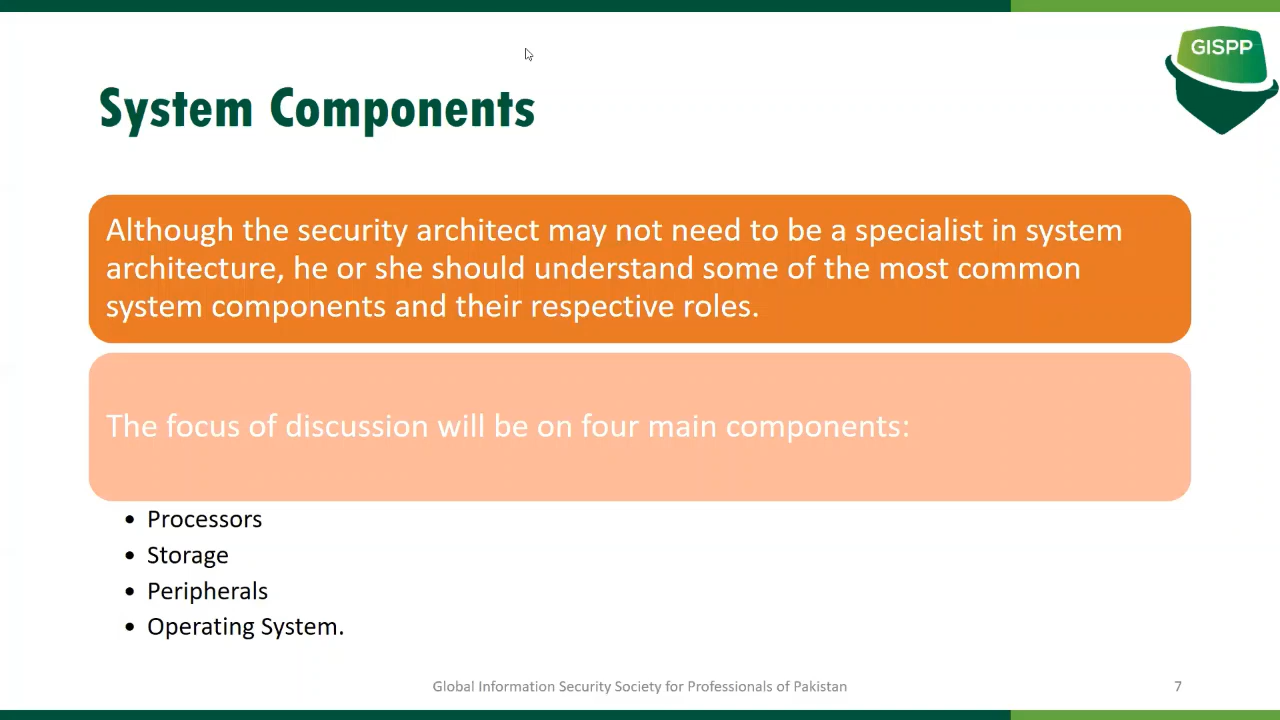 GISPP
System Components
Although the security architect may not need to be a specialist in system
architecture, he or she should understand some of the most common
system components and their respective roles.
The focus of discussion will be on four main components:
• Processors
• Storage
• Peripherals
• Operating System.
Global Information Security Society for Professionals of Pakistan
7